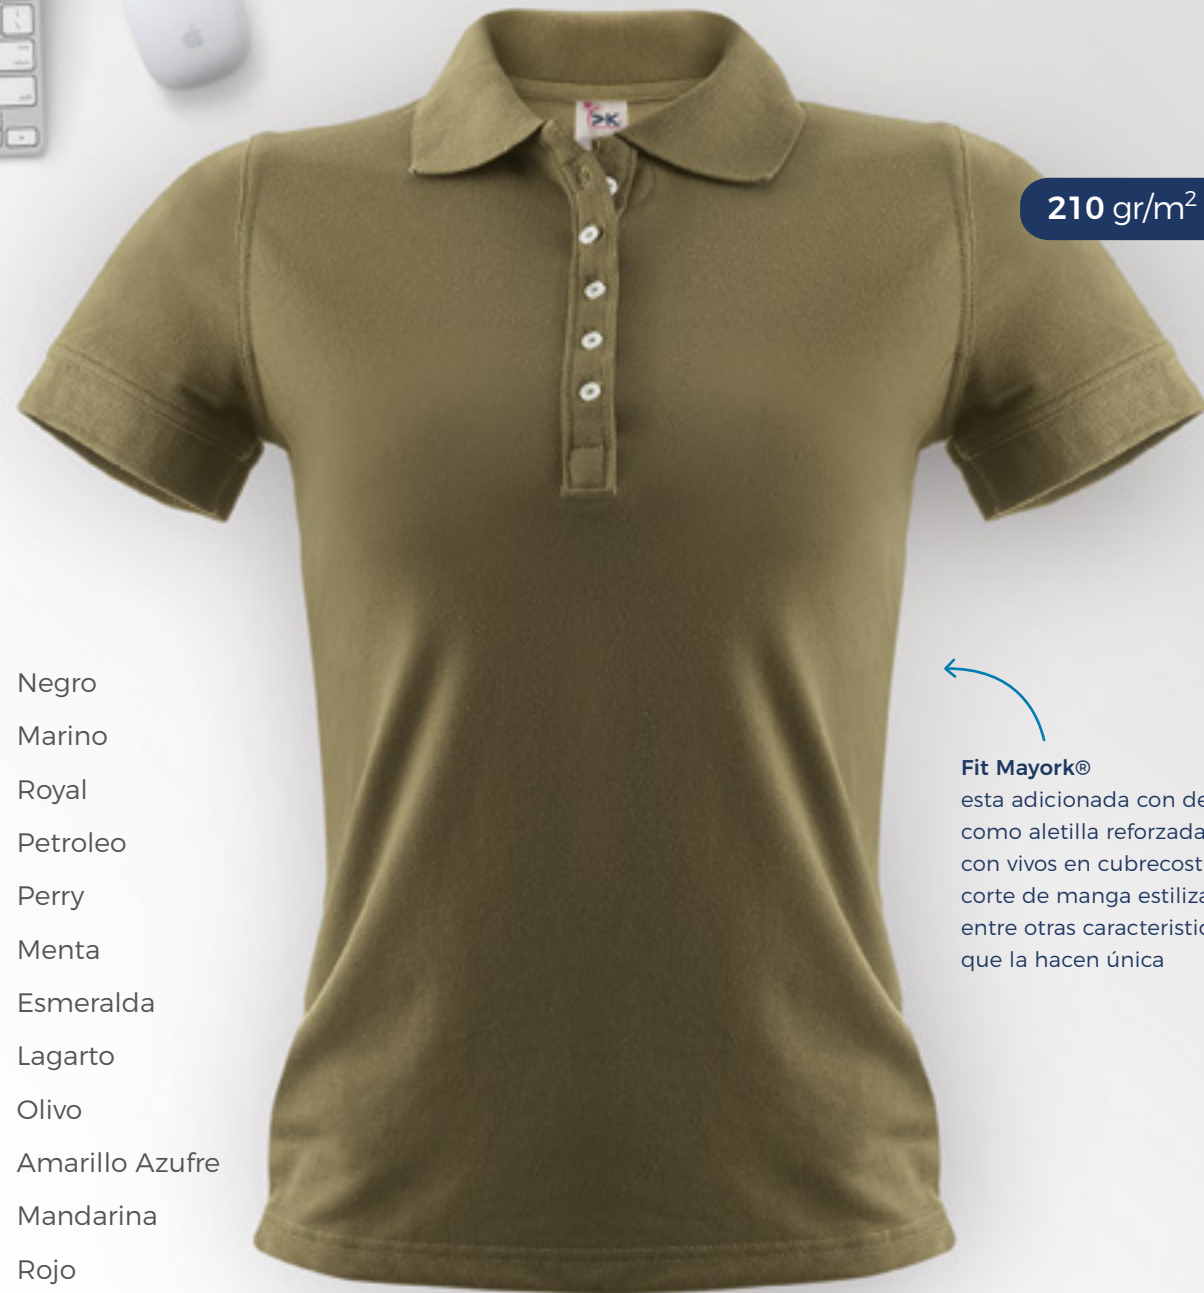 PK
210 gr/m²
Negro
Marino
Royal
Petroleo
Perry
Menta
Esmeralda
Lagarto
Olivo
Amarillo Azufre
Mandarina
Rojo
Fit Mayork®
esta adicionada con de
como aletilla reforzada
con vivos en cubrecost
corte de manga estiliza
entre otras caracteristic
que la hacen única